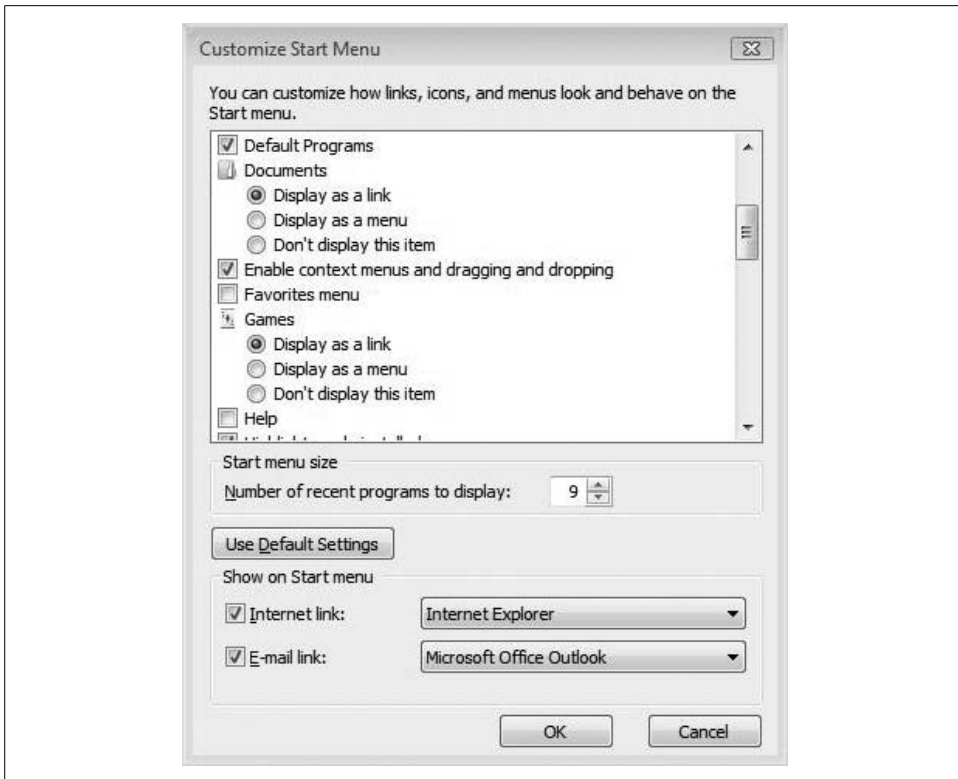 Customize Start Menu
You can customize how links, icons, and menus look and behave on the
Start menu.
Default Programs
Documents
Display as a link
Display as a menu
Don't display this item
Enable context menus and dragging and dropping
Favorites menu
Games
Display as a link
Display as a menu
Don't display this item
Help
Start menu size
Number of recent programs to display: 9
Use Default Settings
Show on Start menu
Internet link: Internet Explorer
E-mail link: Microsoft Office Outlook
OK Cancel